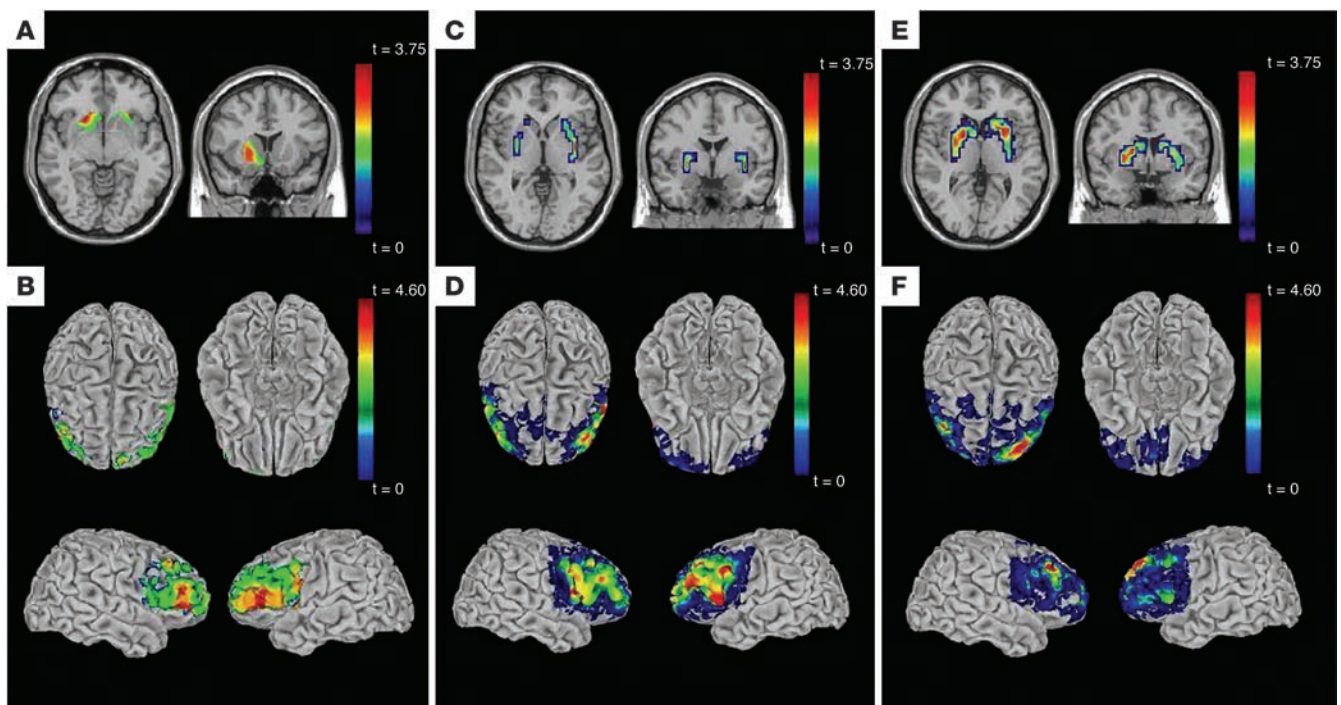 A
t = 3.75
t = 0
C
t = 3.75
t = 0
E
t = 3.75
t = 0
B
t = 4.60
t = 0
D
t = 4.60
t = 0
F
t = 4.60
t = 0